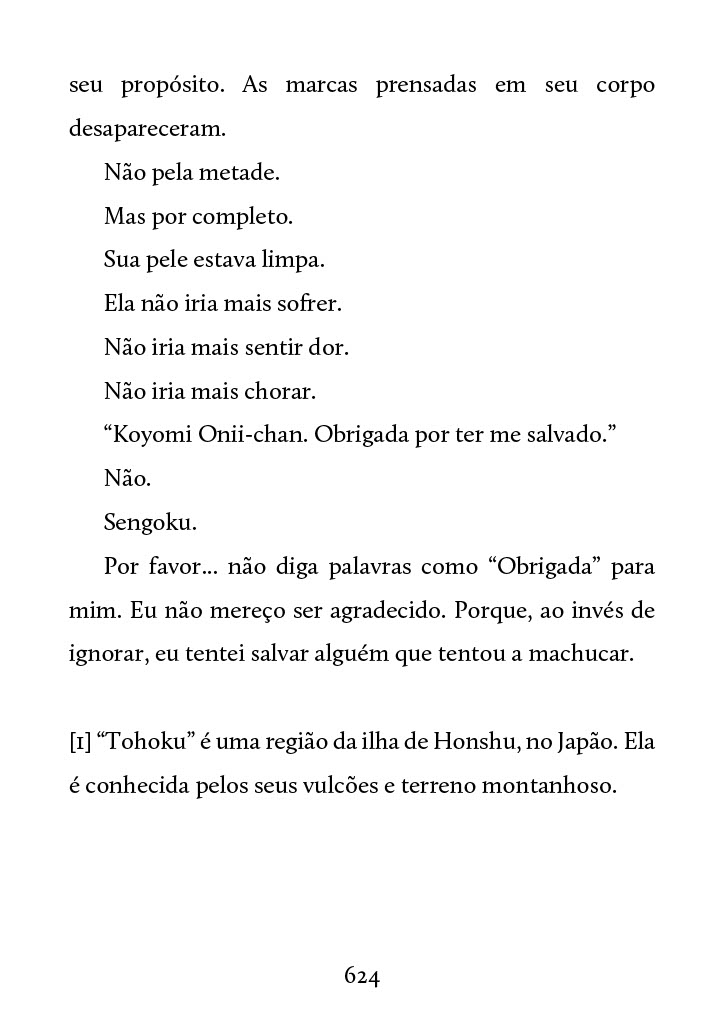 seu propósito. As marcas prensadas em seu corpo
desapareceram.
Não pela metade.
Mas por completo.
Sua pele estava limpa.
Ela não iria mais sofrer.
Não iria mais sentir dor.
Não iria mais chorar.
“Koyomi Onii-chan. Obrigada por ter me salvado.”
Não.
Sengoku.
Por favor... não diga palavras como “Obrigada” para
mim. Eu não mereço ser agradecido. Porque, ao invés de
ignorar, eu tentei salvar alguém que tentou a machucar.
[1] “Tohoku” é uma região da ilha de Honshu, no Japão. Ela
é conhecida pelos seus vulcões e terreno montanhoso.
624